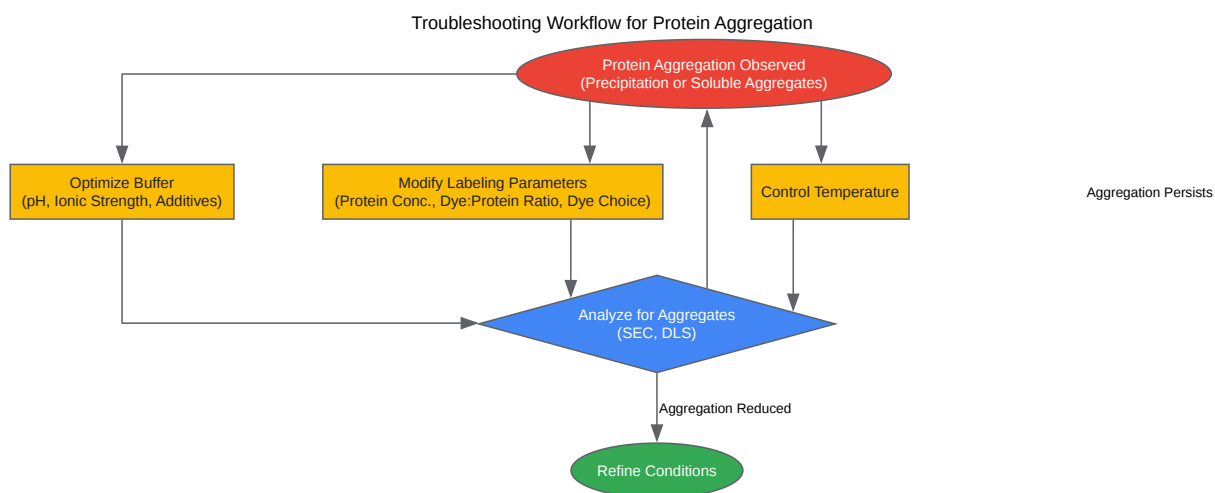 Troubleshooting Workflow for Protein Aggregation
Protein Aggregation Observed
(Precipitation or Soluble Aggregates)
Optimize Buffer
(pH, Ionic Strength, Additives)
Modify Labeling Parameters
(Protein Conc., Dye:Protein Ratio, Dye Choice)
Control Temperature
Aggregation Persists
Analyze for Aggregates
(SEC, DLS)
Aggregation Reduced
Refine Conditions